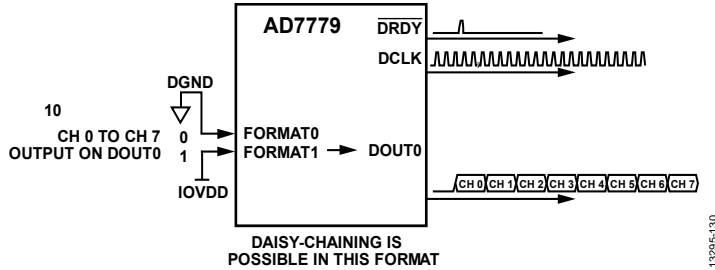 AD7779
DRDY
DCLK
DGND
10
CH 0 TO CH 7 0
OUTPUT ON DOUT0 1
FORMAT0
FORMAT1
DOUT0
IOVDD
CH 0 CH 1 CH 2 CH 3 CH 4 CH 5 CH 6 CH 7
DAISY-CHAINING IS
POSSIBLE IN THIS FORMAT
13295-130